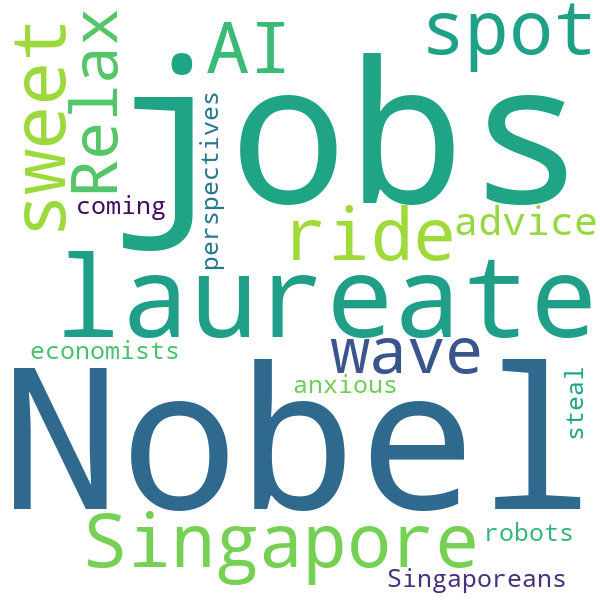 sweet
Relax
AI
spot
jobs
perspectives
coming
ride
advice
laureate
wave
economists
anxious
steal
Nobel
Singapore
robots
Singaporeans